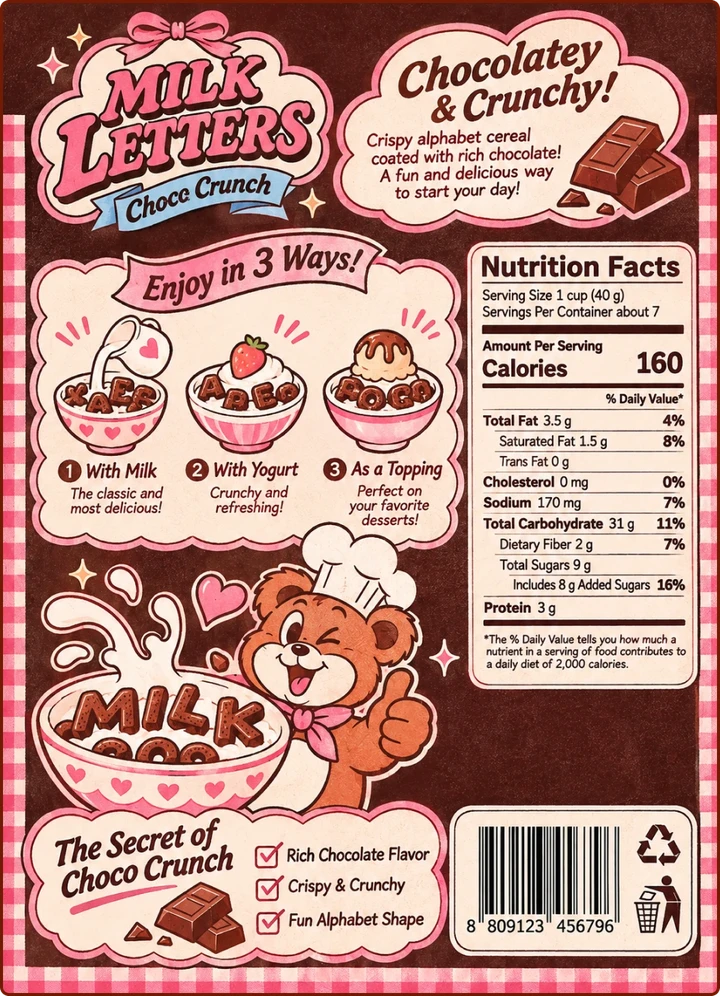 MILK
LETTERS
Choco Crunch
Chocolatey
& Crunchy!
Crispy alphabet cereal
coated with rich chocolate!
A fun and delicious way
to start your day!
Enjoy in 3 Ways!
1 With Milk
The classic and
most delicious!
2 With Yogurt
Crunchy and
refreshing!
3 As a Topping
Perfect on
your favorite
desserts!
Nutrition Facts
Serving Size 1 cup (40 g)
Servings Per Container about 7
Amount Per Serving
Calories 160
% Daily Value*
Total Fat 3.5 g 4%
Saturated Fat 1.5 g 8%
Trans Fat 0 g
Cholesterol 0 mg 0%
Sodium 170 mg 7%
Total Carbohydrate 31 g 11%
Dietary Fiber 2 g 7%
Total Sugars 9 g
Includes 8 g Added Sugars 16%
Protein 3 g
*The % Daily Value tells you how much a
nutrient in a serving of food contributes to
a daily diet of 2,000 calories.
MILK
The Secret of
Choco Crunch
Rich Chocolate Flavor
Crispy & Crunchy
Fun Alphabet Shape
8 809123 456796